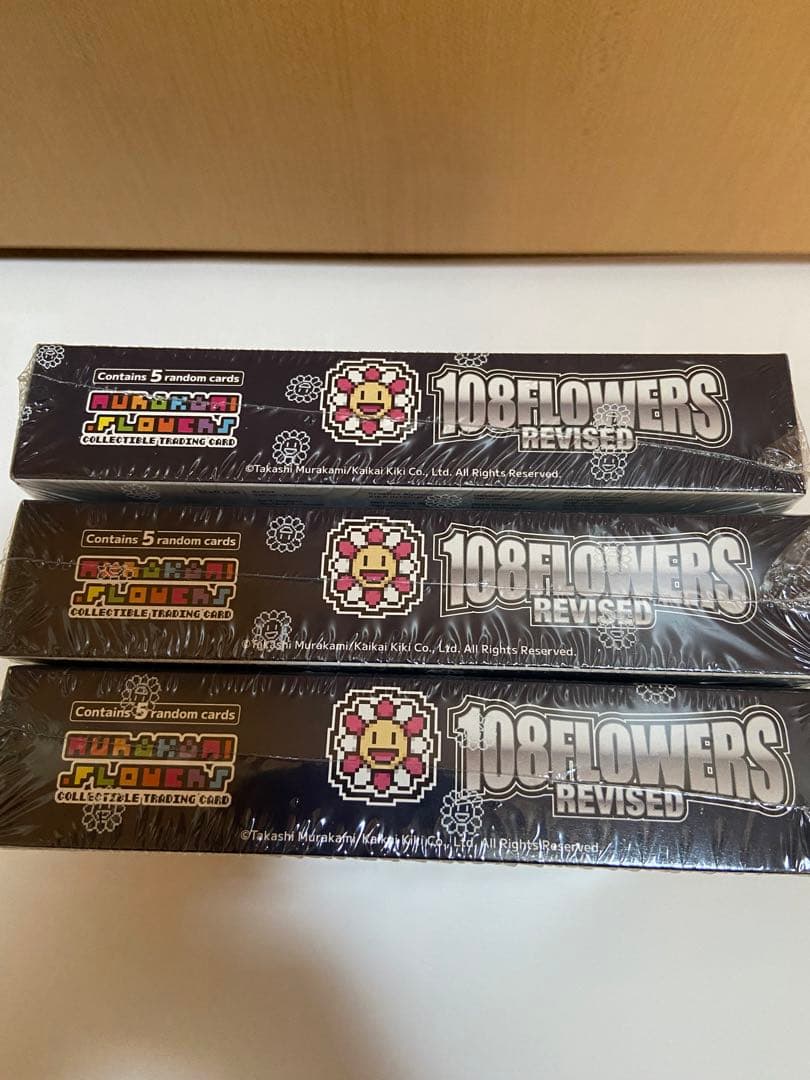 Contains 5 random cards
MURAKAMI
.FLOWERS
COLLECTIBLE TRADING CARD
108FLOWERS
REVISED
©Takashi Murakami/Kaikai Kiki Co., Ltd. All Rights Reserved.
Contains 5 random cards
MURAKAMI
.FLOWERS
COLLECTIBLE TRADING CARD
108FLOWERS
REVISED
©Takashi Murakami/Kaikai Kiki Co., Ltd. All Rights Reserved.
Contains 5 random cards
MURAKAMI
.FLOWERS
COLLECTIBLE TRADING CARD
108FLOWERS
REVISED
©Takashi Murakami/Kaikai Kiki Co., Ltd. All Rights Reserved.